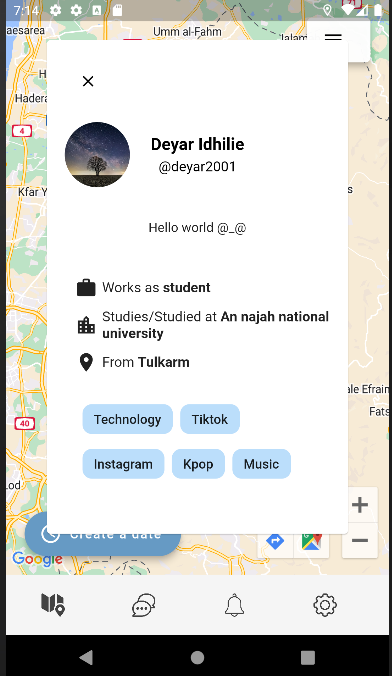 7:14
aesarea
Umm al-Fahm
Jalam
Hadera
4
Kfar Y
40
Lod
ale Efraim
Fats
Deyar Idhilie
@deyar2001
Hello world @_@
Works as student
Studies/Studied at An najah national
university
From Tulkarm
Technology
Tiktok
Instagram
Kpop
Music
Create a date
Google